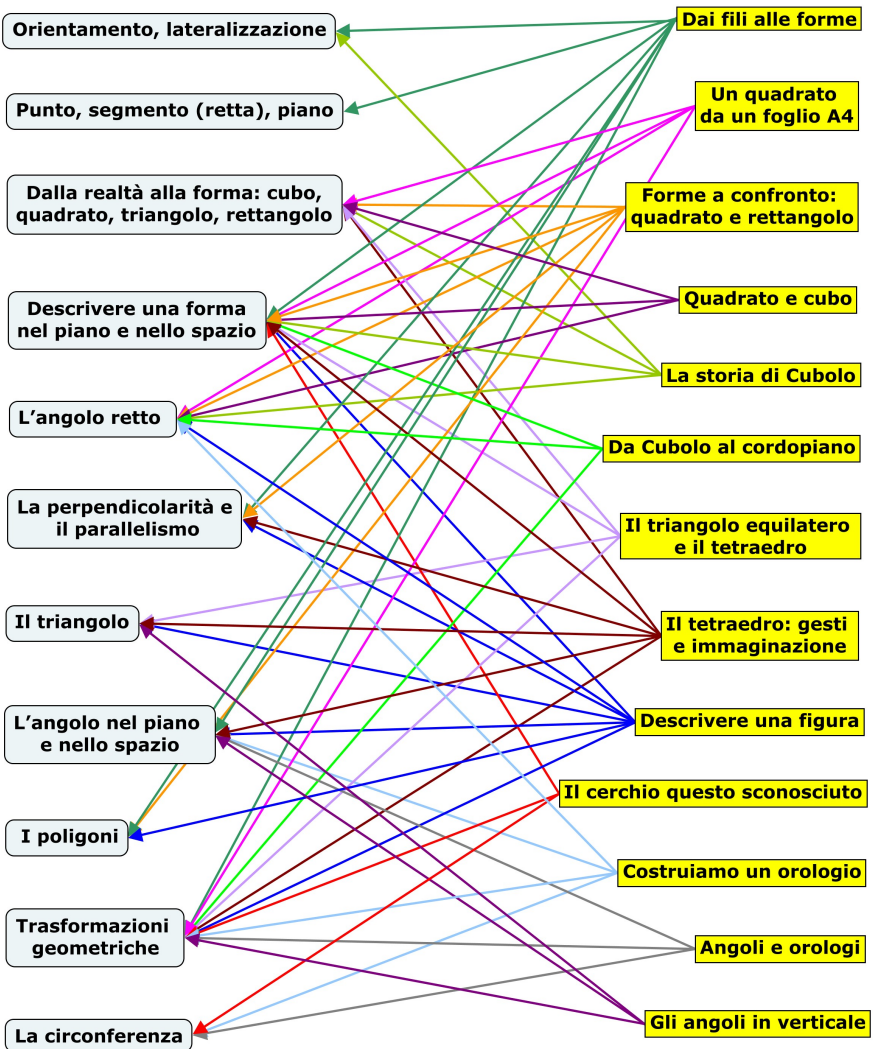 Orientamento, lateralizzazione
Punto, segmento (retta), piano
Dalla realtà alla forma: cubo,
quadrato, triangolo, rettangolo
Descrivere una forma
nel piano e nello spazio
L'angolo retto
La perpendicolarità e
il parallelismo
Il triangolo
L'angolo nel piano
e nello spazio
I poligoni
Trasformazioni
geometriche
La circonferenza
Dai fili alle forme
Un quadrato
da un foglio A4
Forme a confronto:
quadrato e rettangolo
Quadrato e cubo
La storia di Cubolo
Da Cubolo al cordopiano
Il triangolo equilatero
e il tetraedro
Il tetraedro: gesti
e immaginazione
Descrivere una figura
Il cerchio questo sconosciuto
Costruiamo un orologio
Angoli e orologi
Gli angoli in verticale